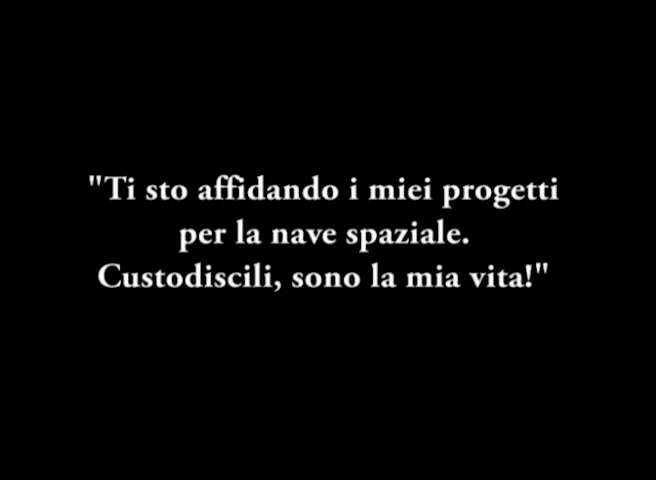 "Ti sto affidando i miei progetti
per la nave spaziale.
Custodiscili, sono la mia vita!"